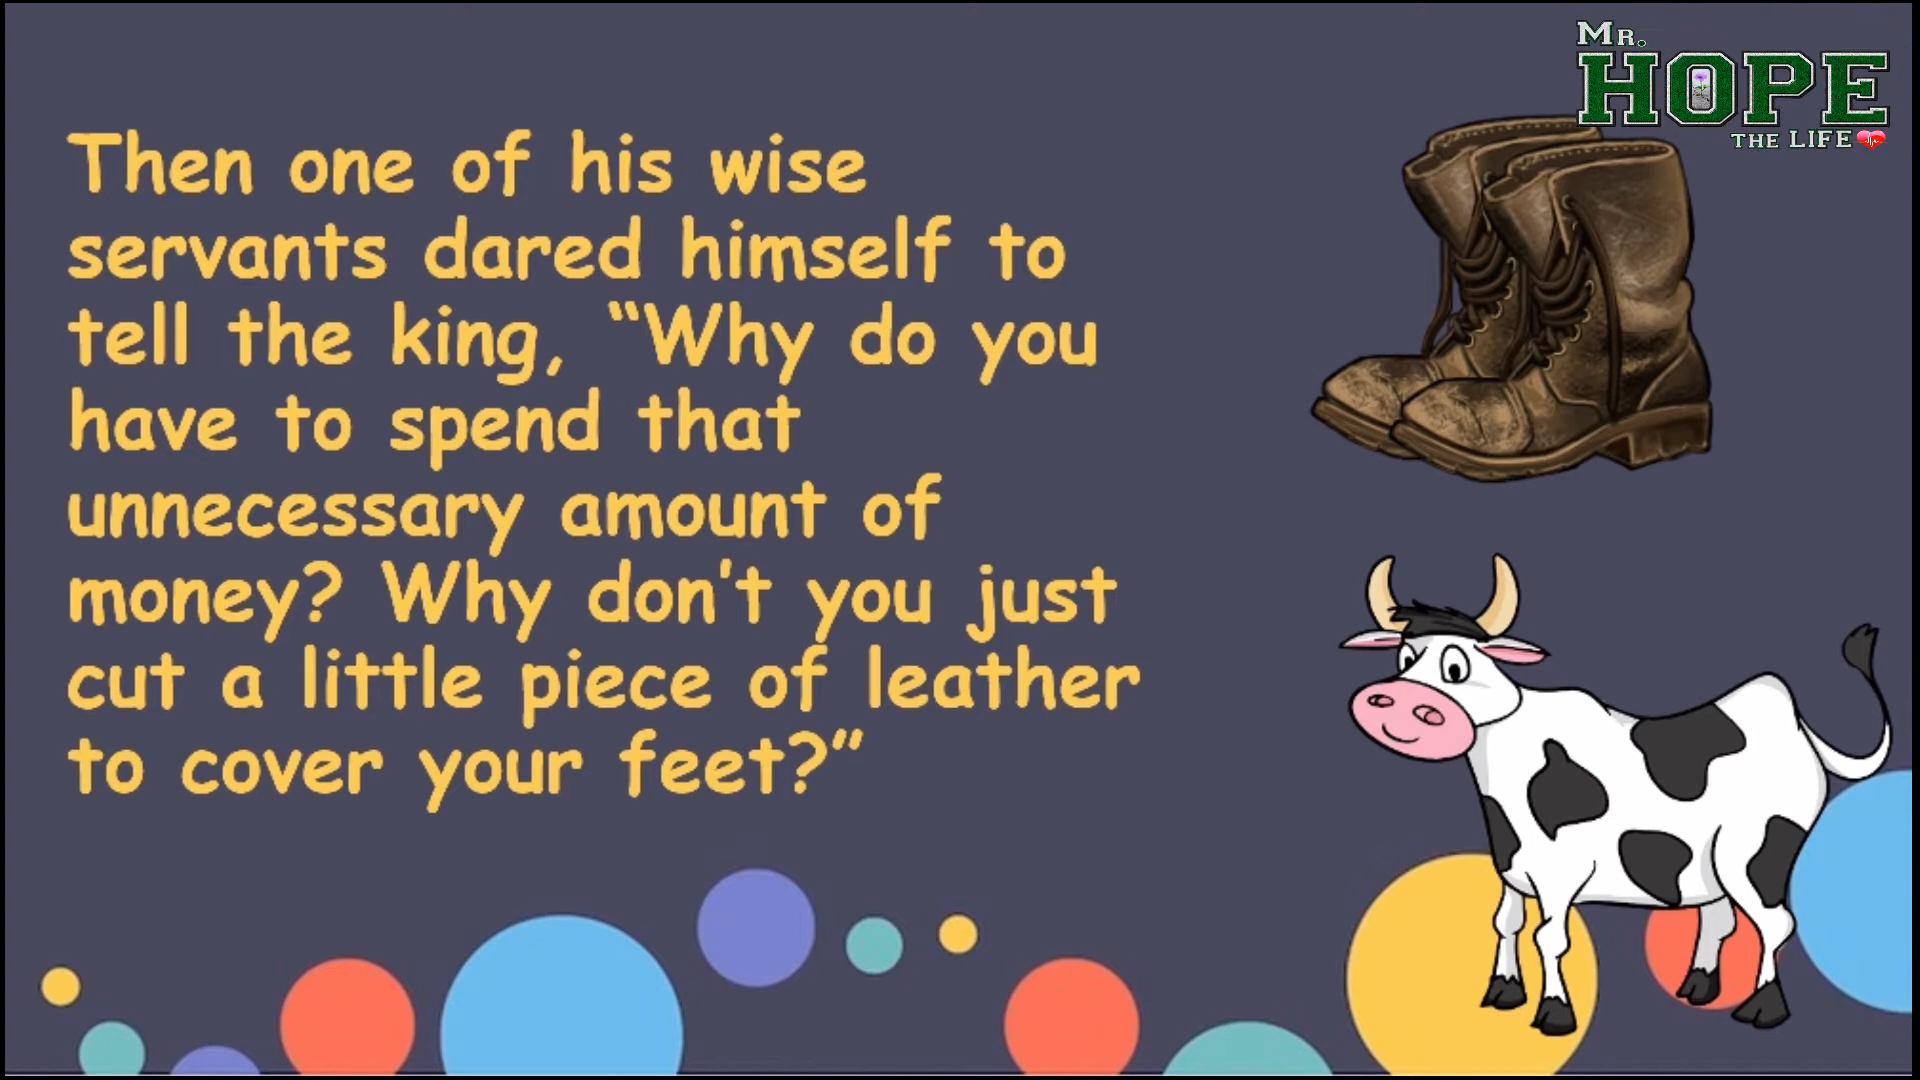 MR.
HOPE
THE LIFE
Then one of his wise
servants dared himself to
tell the king, “Why do you
have to spend that
unnecessary amount of
money? Why don't you just
cut a little piece of leather
to cover your feet?”